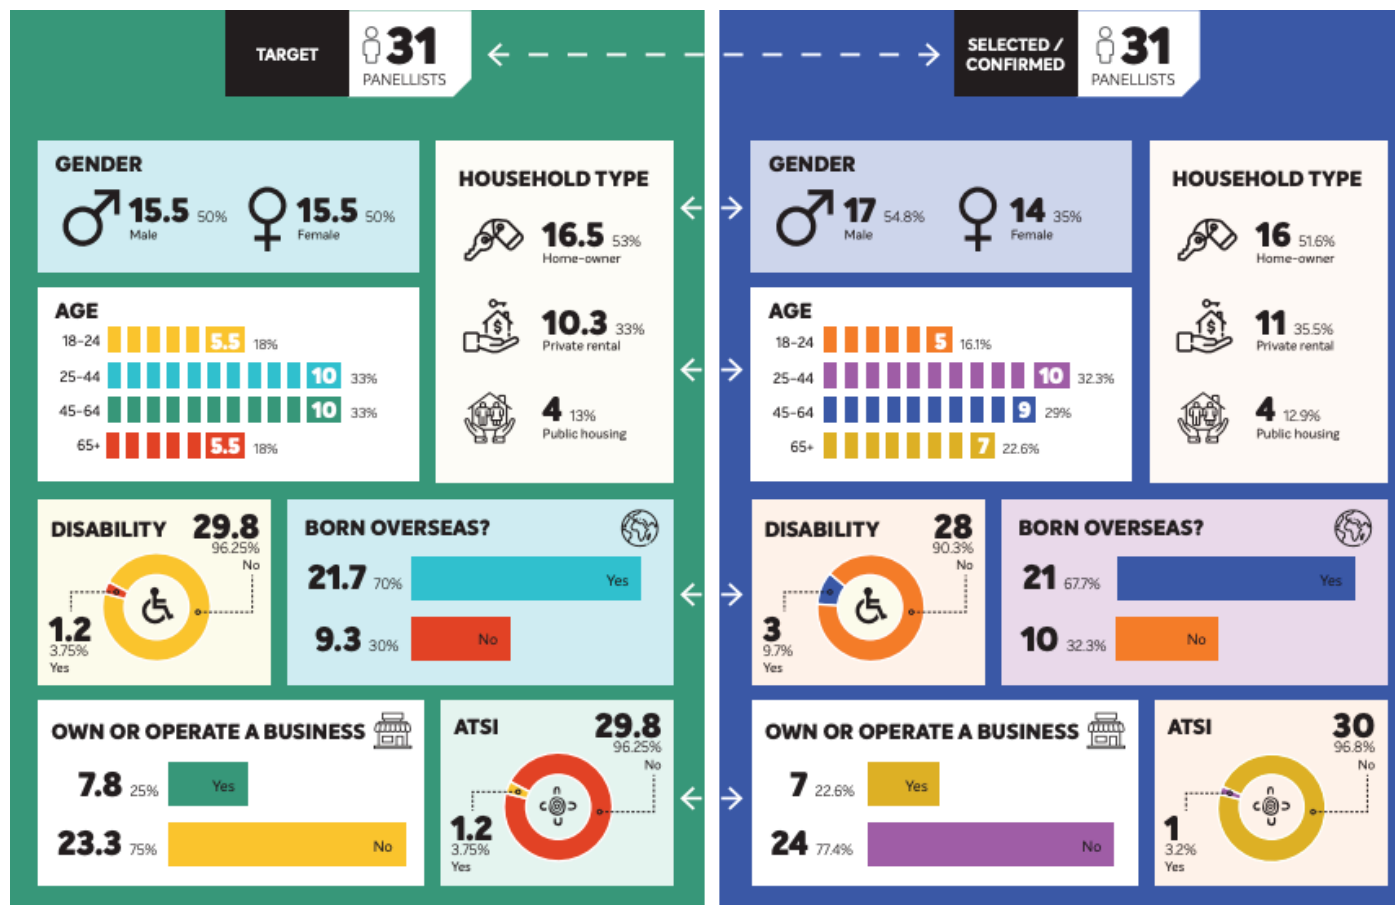 TARGET
31
PANELLISTS
SELECTED /
CONFIRMED
31
PANELLISTS
GENDER
15.5 50%
Male
15.5 50%
Female
HOUSEHOLD TYPE
16.5 53%
Home-owner
10.3 33%
Private rental
4 13%
Public housing
AGE
18-24 5.5 18%
25-44 10 33%
45-64 10 33%
65+ 5.5 18%
DISABILITY
29.8
96.25%
No
1.2
3.75%
Yes
BORN OVERSEAS?
21.7 70% Yes
9.3 30% No
OWN OR OPERATE A BUSINESS
7.8 25% Yes
23.3 75% No
ATSI
29.8
96.25%
No
1.2
3.75%
Yes
GENDER
17 54.8%
Male
14 35%
Female
HOUSEHOLD TYPE
16 51.6%
Home-owner
11 35.5%
Private rental
4 12.9%
Public housing
AGE
18-24 5 16.1%
25-44 10 32.3%
45-64 9 29%
65+ 7 22.6%
DISABILITY
28
90.3%
No
3
9.7%
Yes
BORN OVERSEAS?
21 67.7% Yes
10 32.3% No
OWN OR OPERATE A BUSINESS
7 22.6% Yes
24 77.4% No
ATSI
30
96.8%
No
1
3.2%
Yes